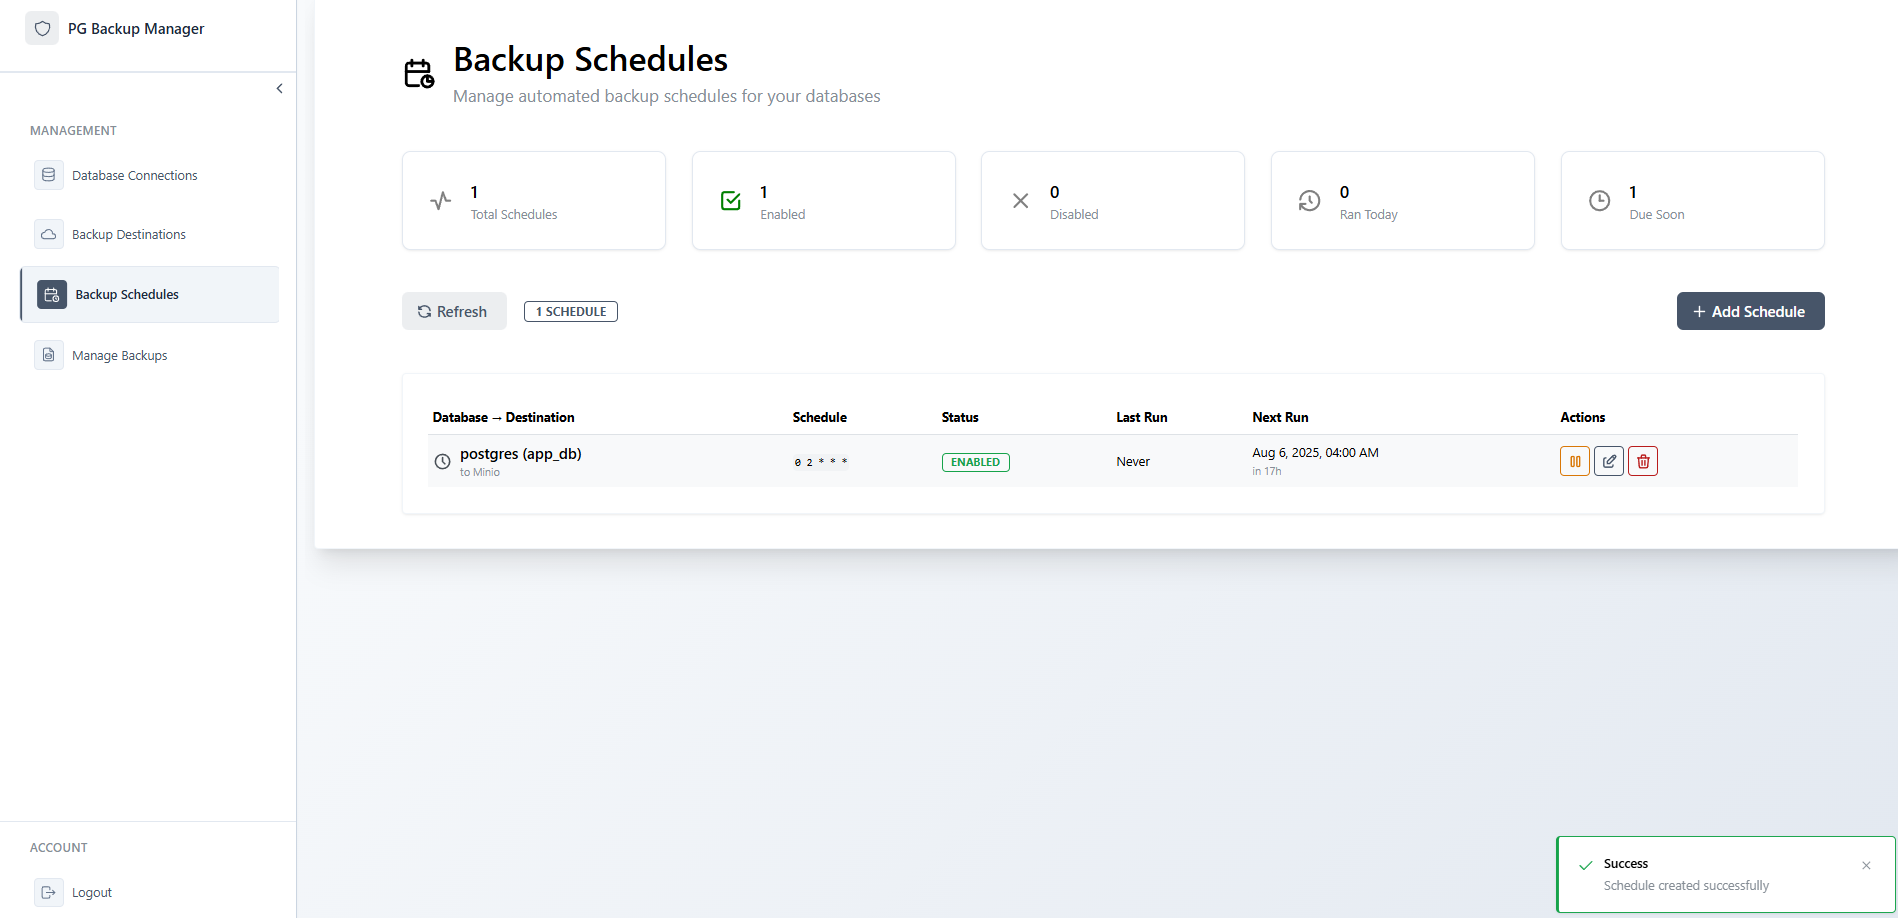 PG Backup Manager
MANAGEMENT
Database Connections
Backup Destinations
Backup Schedules
Manage Backups
ACCOUNT
Logout
Backup Schedules
Manage automated backup schedules for your databases
1
Total Schedules
1
Enabled
0
Disabled
0
Ran Today
1
Due Soon
Refresh
1 SCHEDULE
+ Add Schedule
Database → Destination Schedule Status Last Run Next Run Actions
postgres (app_db)
to Minio
0 2 * * *
ENABLED
Never
Aug 6, 2025, 04:00 AM
in 17h
Success
Schedule created successfully